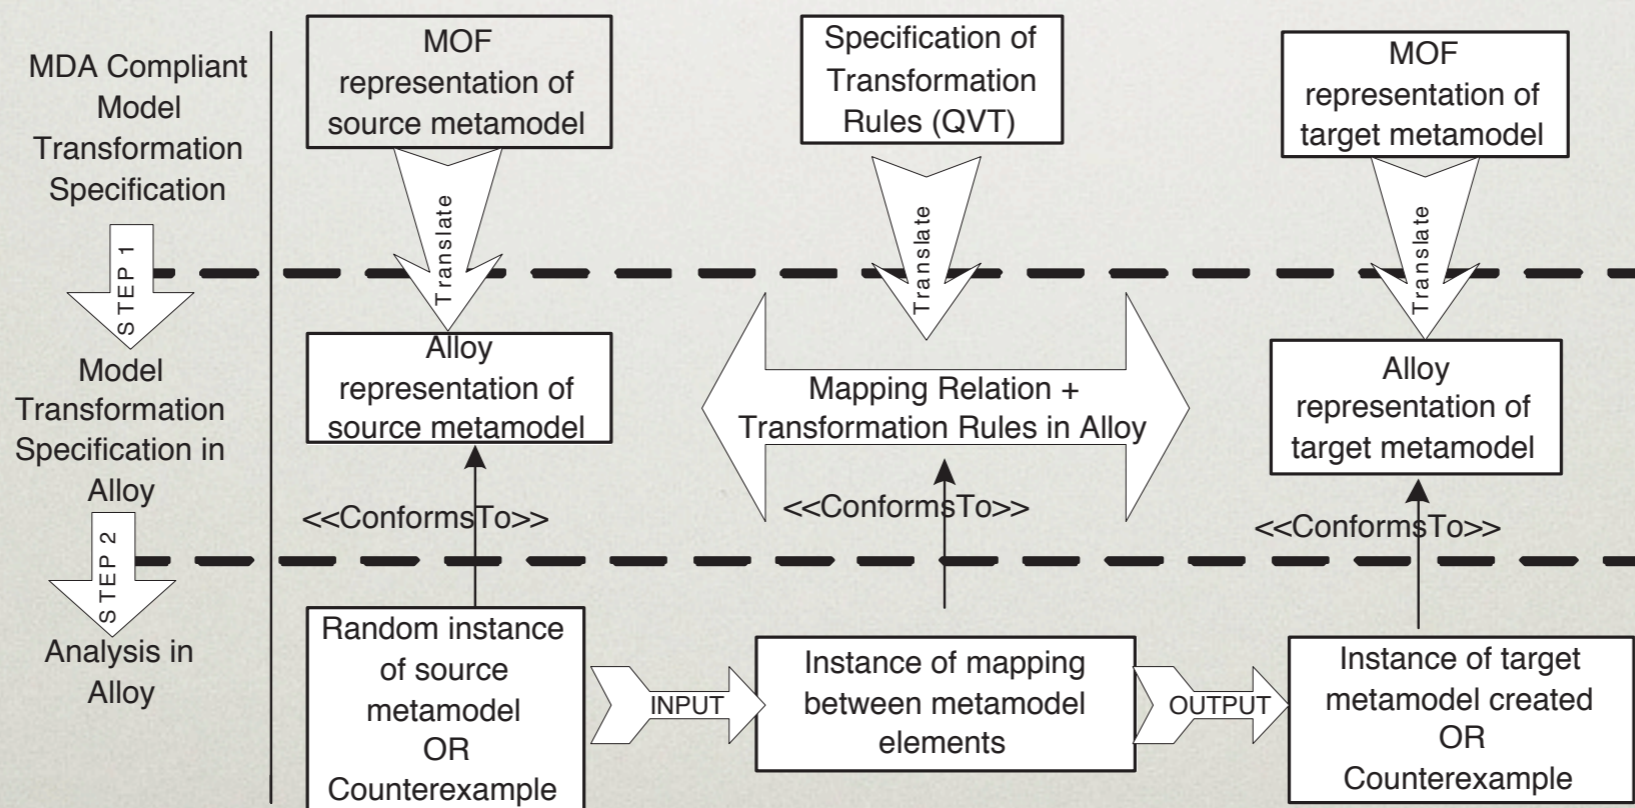 MDA Compliant
Model
Transformation
Specification
MOF
representation of
source metamodel
Specification of
Transformation
Rules (QVT)
MOF
representation of
target metamodel
STEP 1
Translate
Translate
Translate
Model
Transformation
Specification in
Alloy
Alloy
representation of
source metamodel
Mapping Relation +
Transformation Rules in Alloy
Alloy
representation of
target metamodel
<<ConformsTo>>
<<ConformsTo>>
<<ConformsTo>>
STEP 2
Analysis in
Alloy
Random instance
of source
metamodel
OR
Counterexample
INPUT
Instance of mapping
between metamodel
elements
OUTPUT
Instance of target
metamodel created
OR
Counterexample